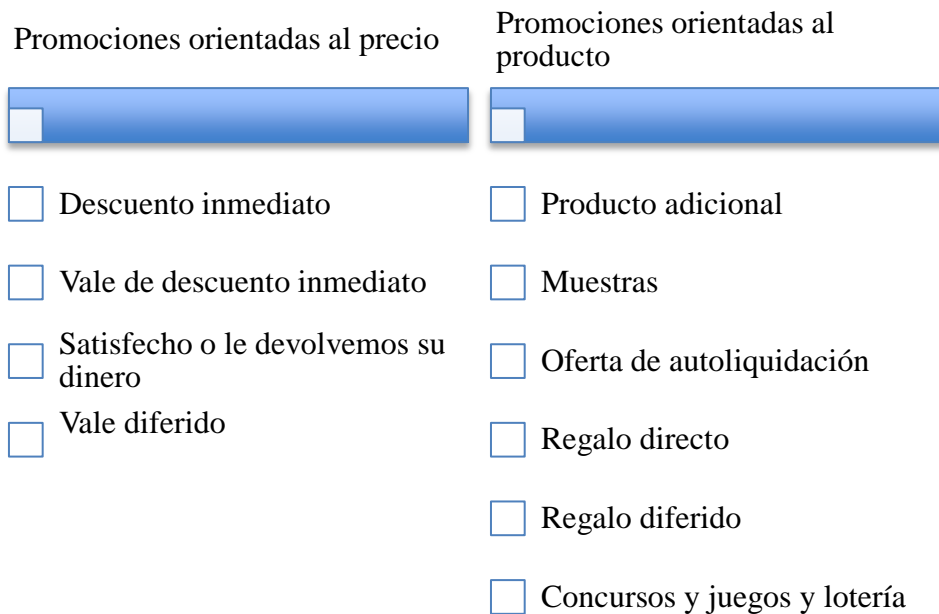 Promociones orientadas al precio
Descuento inmediato
Vale de descuento inmediato
Satisfecho o le devolvemos su
dinero
Vale diferido
Promociones orientadas al
producto
Producto adicional
Muestras
Oferta de autoliquidación
Regalo directo
Regalo diferido
Concursos y juegos y lotería